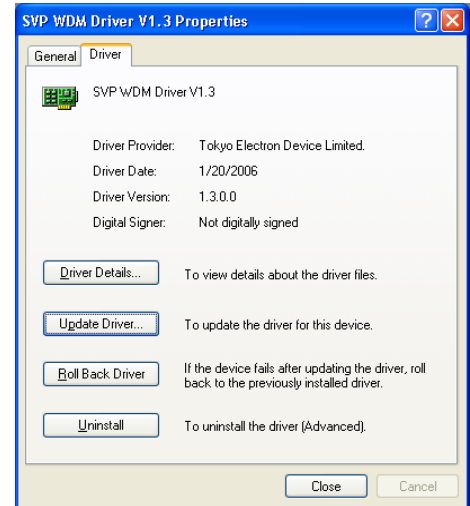 SVP WDM Driver V1.3 Properties
General Driver
SVP WDM Driver V1.3
Driver Provider: Tokyo Electron Device Limited.
Driver Date: 1/20/2006
Driver Version: 1.3.0.0
Digital Signer: Not digitally signed
Driver Details... To view details about the driver files.
Update Driver... To update the driver for this device.
Roll Back Driver If the device fails after updating the driver, roll
back to the previously installed driver.
Uninstall To uninstall the driver (Advanced).
Close Cancel